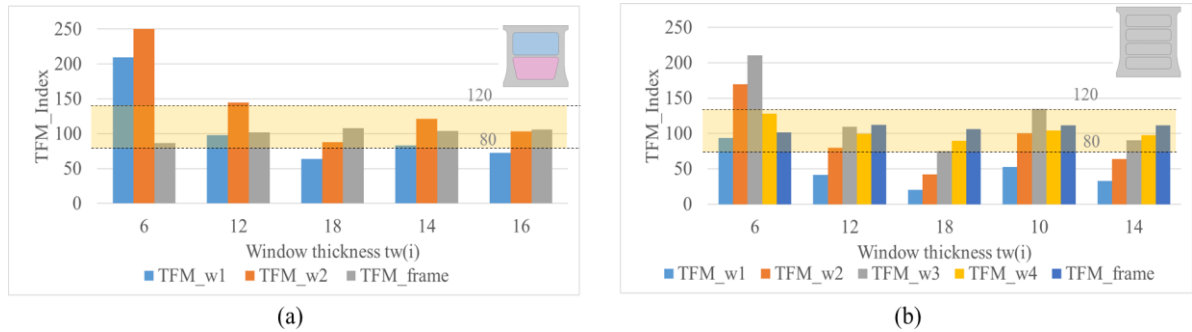 250
200
150
100
50
0
TFM_Index
120
80
6 12 18 14 16
Window thickness tw(i)
TFM_w1 TFM_w2 TFM_frame
(a)
250
200
150
100
50
0
TFM_Index
120
80
6 12 18 10 14
Window thickness tw(i)
TFM_w1 TFM_w2 TFM_w3 TFM_w4 TFM_frame
(b)